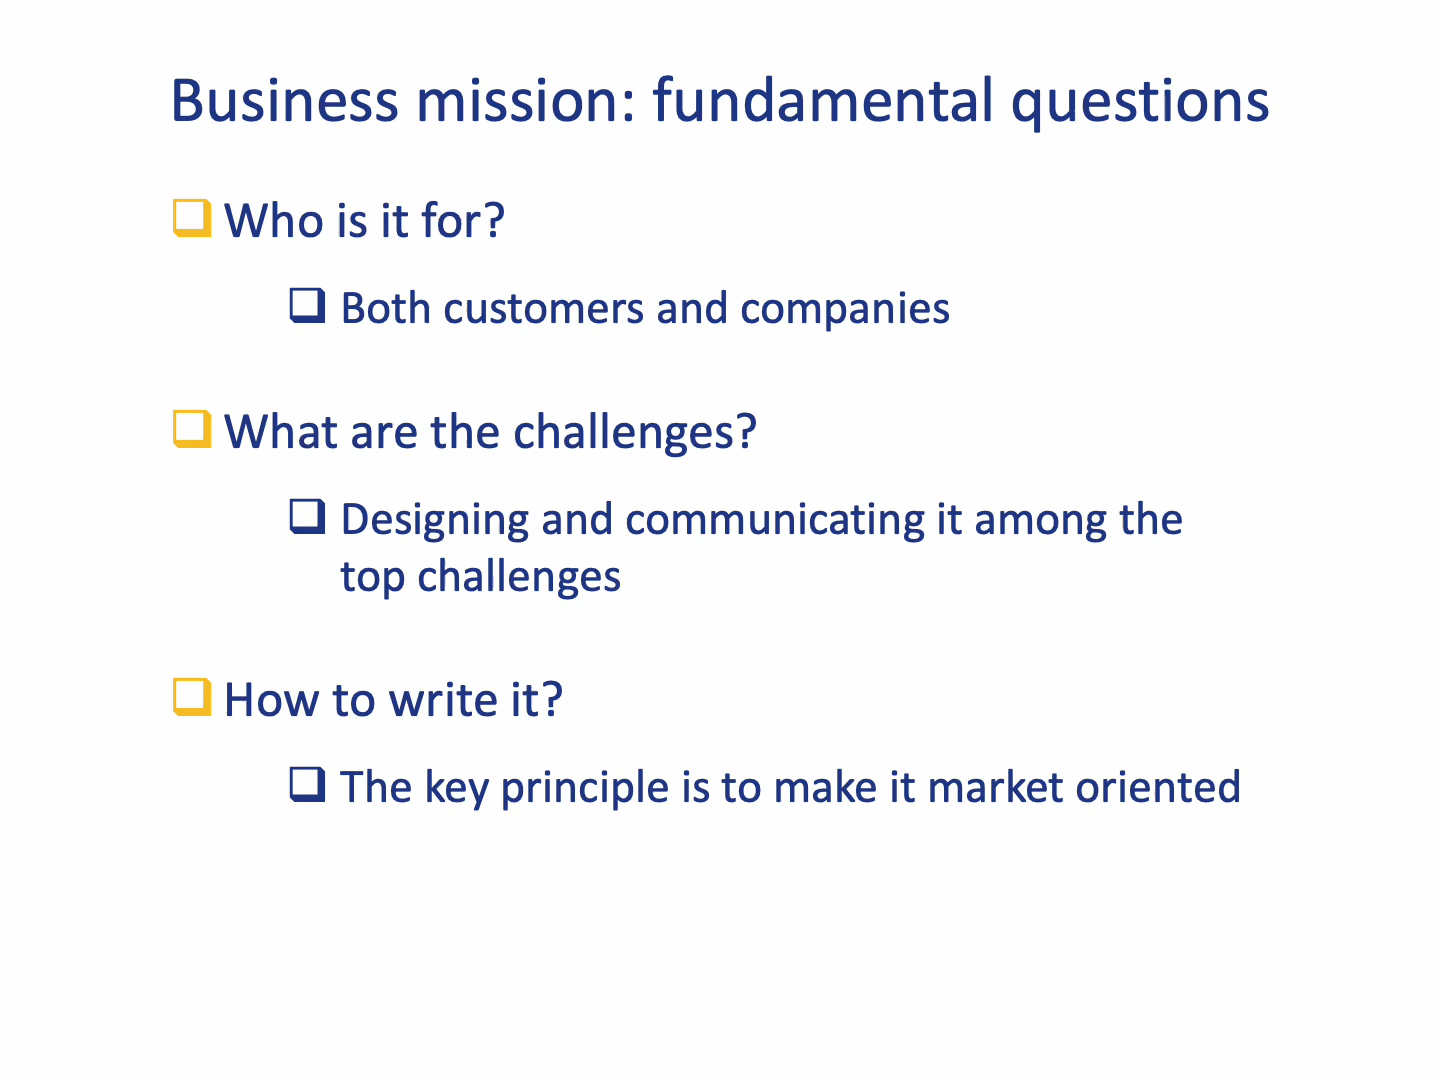 Business mission: fundamental questions
Who is it for?
Both customers and companies
What are the challenges?
Designing and communicating it among the
top challenges
How to write it?
The key principle is to make it market oriented